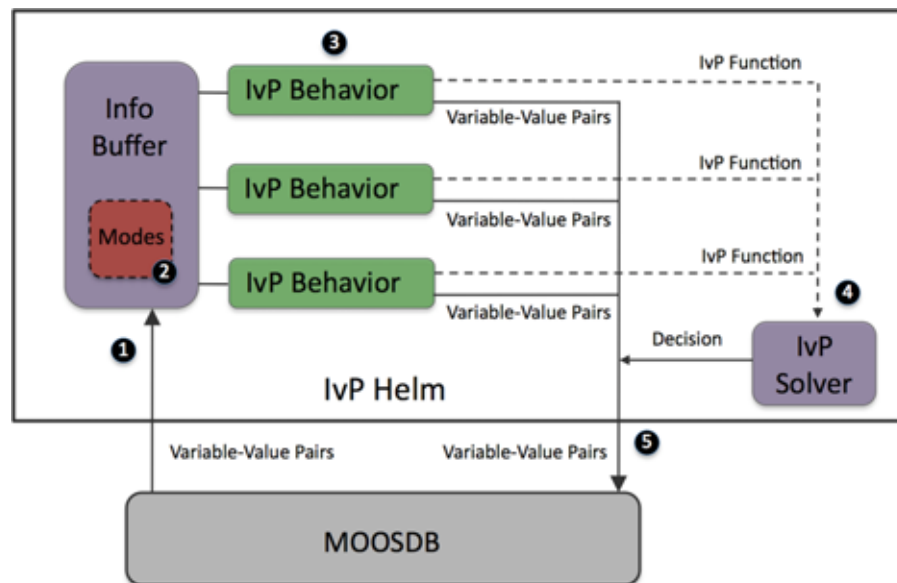 3
IvP Function
Info
Buffer
IvP Behavior
Variable-Value Pairs
IvP Function
IvP Behavior
Variable-Value Pairs
Modes
2
IvP Function
IvP Behavior
Variable-Value Pairs
4
1
Decision
IvP
Solver
IvP Helm
Variable-Value Pairs
Variable-Value Pairs
5
MOOSDB